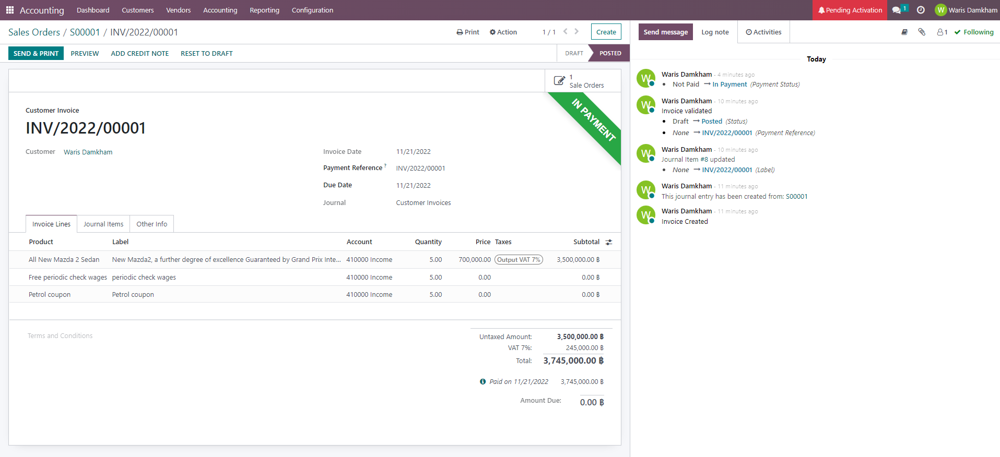 Accounting Dashboard Customers Vendors Accounting Reporting Configuration Pending Activation 1 W Waris Damkham
Sales Orders / S00001 / INV/2022/00001 Print Action 1 / 1 Create
SEND & PRINT PREVIEW ADD CREDIT NOTE RESET TO DRAFT DRAFT POSTED
1
Sale Orders
IN PAYMENT
Customer Invoice
INV/2022/00001
Customer Waris Damkham
Invoice Date 11/21/2022
Payment Reference ? INV/2022/00001
Due Date 11/21/2022
Journal Customer Invoices
Invoice Lines Journal Items Other Info
Product Label Account Quantity Price Taxes Subtotal
All New Mazda 2 Sedan New Mazda2, a further degree of excellence Guaranteed by Grand Prix Inte... 410000 Income 5.00 700,000.00 Output VAT 7% 3,500,000.00 ฿
Free periodic check wages periodic check wages 410000 Income 5.00 0.00 0.00 ฿
Petrol coupon Petrol coupon 410000 Income 5.00 0.00 0.00 ฿
Terms and Conditions
Untaxed Amount: 3,500,000.00 ฿
VAT 7%: 245,000.00 ฿
Total: 3,745,000.00 ฿
Paid on 11/21/2022 3,745,000.00 ฿
Amount Due: 0.00 ฿
Send message Log note Activities 1 Following
Today
W Waris Damkham - 4 minutes ago
• Not Paid → In Payment (Payment Status)
W Waris Damkham - 10 minutes ago
Invoice validated
• Draft → Posted (Status)
• None → INV/2022/00001 (Payment Reference)
W Waris Damkham - 10 minutes ago
Journal Item #8 updated
• None → INV/2022/00001 (Label)
W Waris Damkham - 11 minutes ago
This journal entry has been created from: S00001
W Waris Damkham - 11 minutes ago
Invoice Created